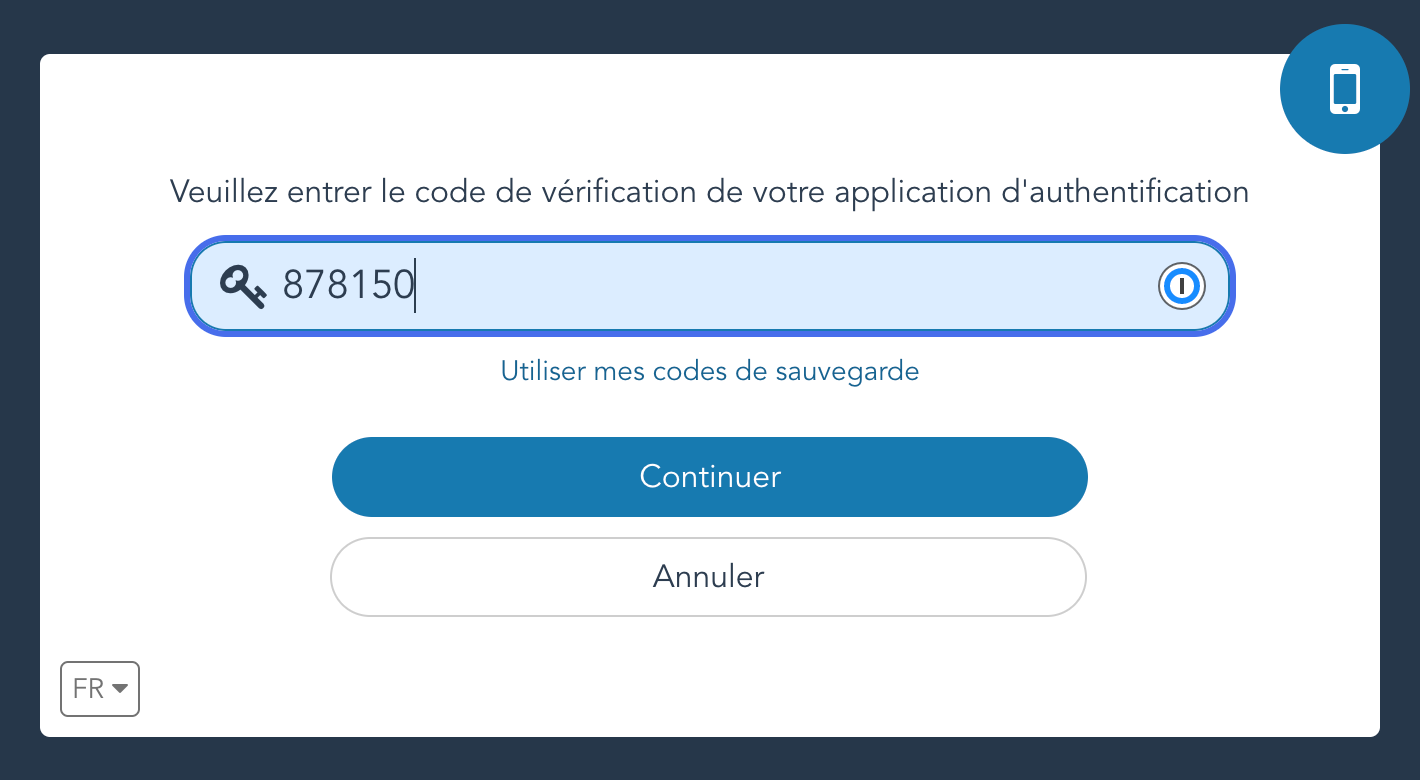 Veuillez entrer le code de vérification de votre application d'authentification
878150
Utiliser mes codes de sauvegarde
Continuer
Annuler
FR